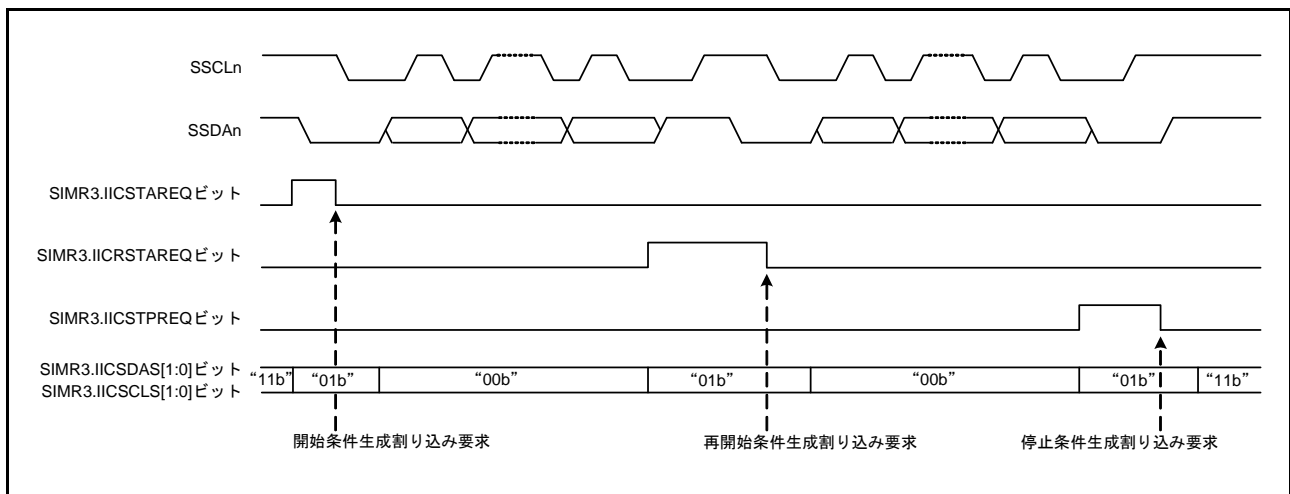 SSCLn
SSDAn
SIMR3.IICSTAREQビット
SIMR3.IICRSTAREQビット
SIMR3.IICSTPREQビット
SIMR3.IICSDAS[1:0]ビット
SIMR3.IICSCLS[1:0]ビット
“11b” “01b” “00b” “01b” “00b” “01b” “11b”
開始条件生成割り込み要求 再開始条件生成割り込み要求 停止条件生成割り込み要求